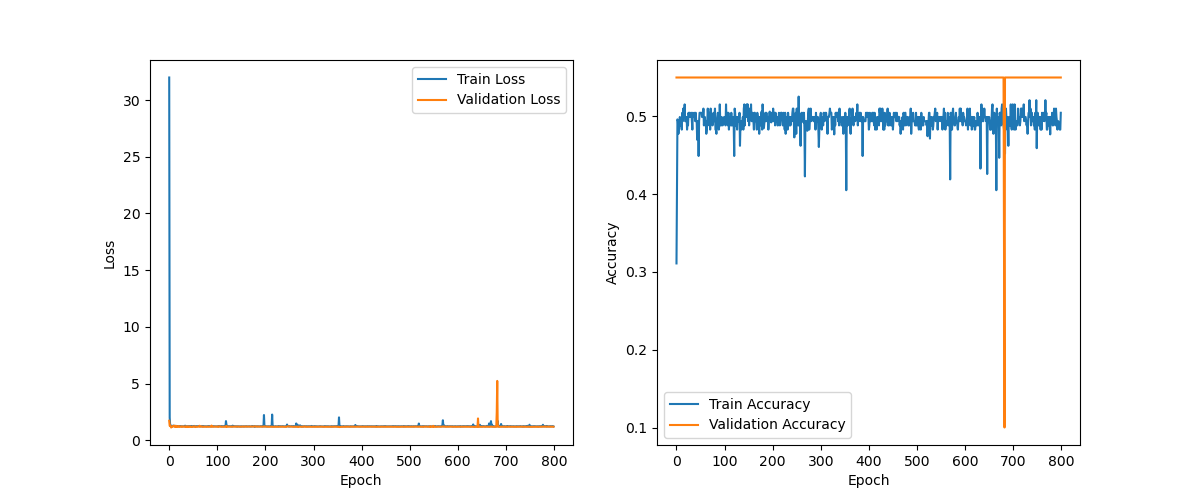 Train Loss
Validation Loss
30
25
20
15
10
5
0
Loss
0 100 200 300 400 500 600 700 800
Epoch
0.5
0.4
0.3
0.2
0.1
Accuracy
Train Accuracy
Validation Accuracy
0 100 200 300 400 500 600 700 800
Epoch